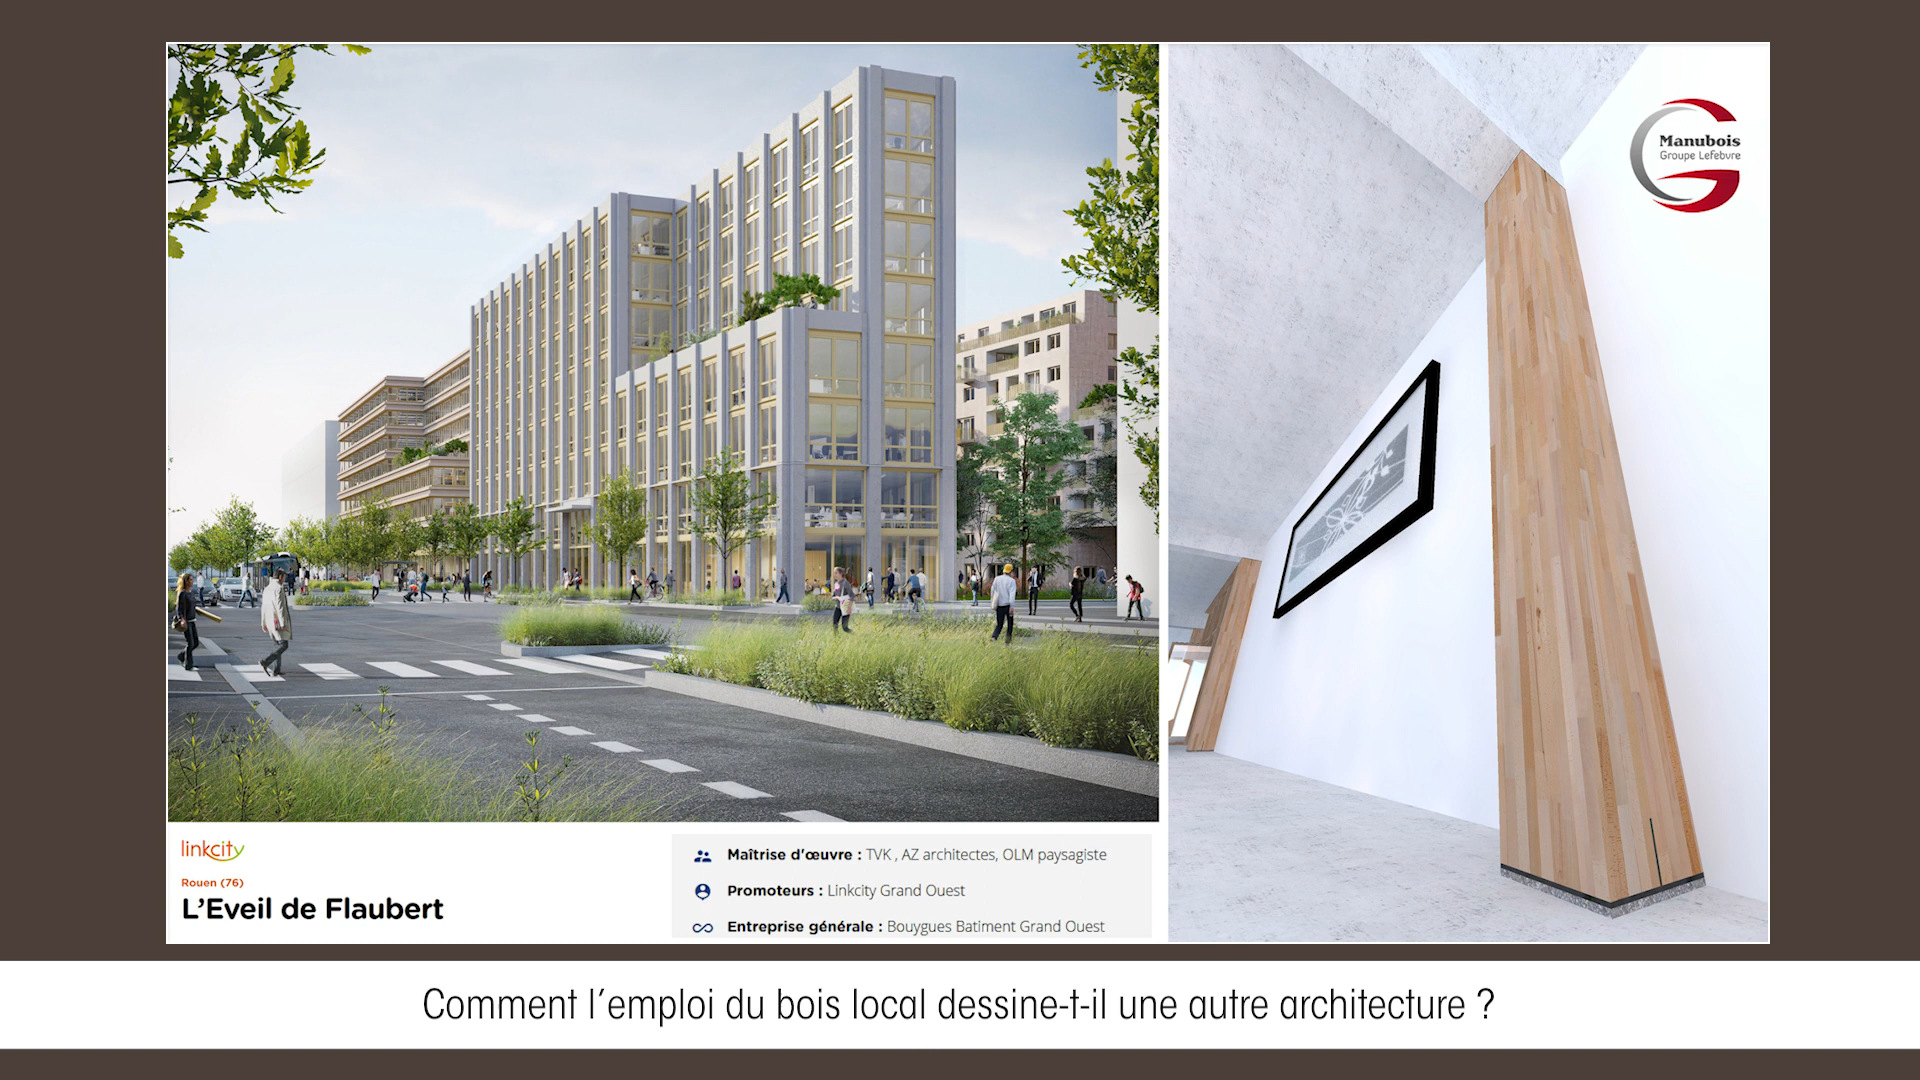 Manubois
Groupe Lefebvre
linkcity
Rouen (76)
L'Eveil de Flaubert
Maîtrise d'œuvre : TVK , AZ architectes, OLM paysagiste
Promoteurs : Linkcity Grand Ouest
Entreprise générale : Bouygues Batiment Grand Ouest
Comment l'emploi du bois local dessine-t-il une autre architecture ?